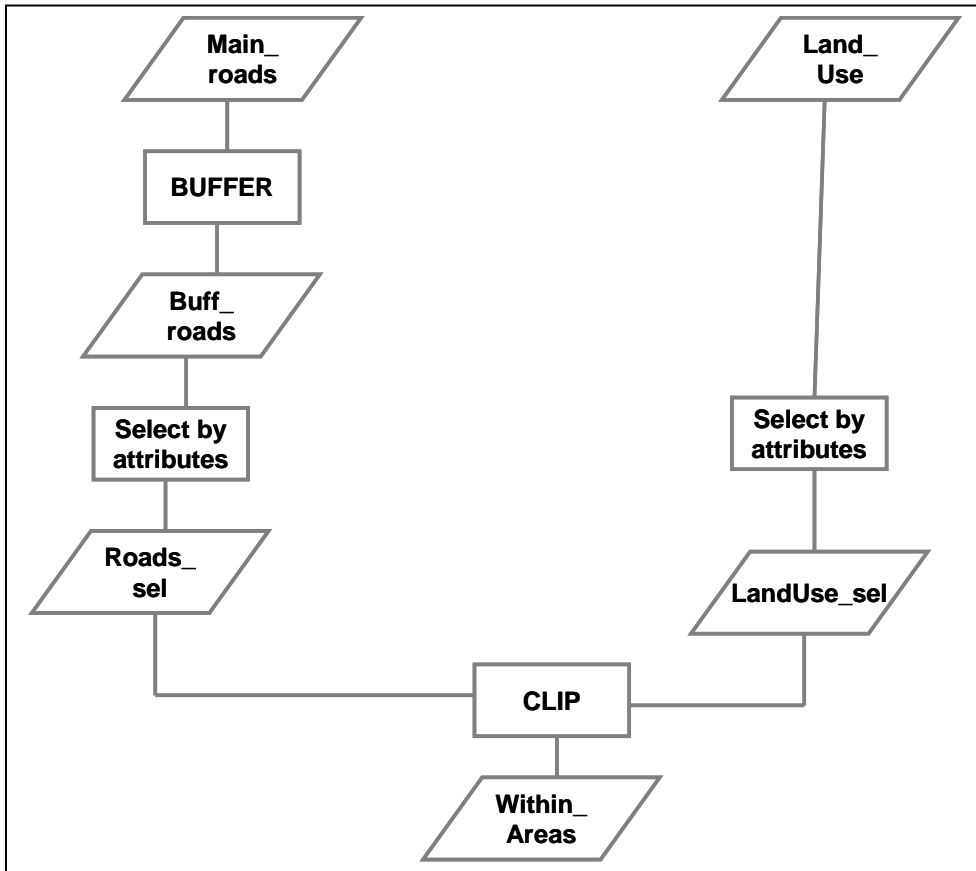 Main_
roads
Land_
Use
BUFFER
Buff_
roads
Select by
attributes
Select by
attributes
Roads_
sel
LandUse_sel
CLIP
Within_
Areas